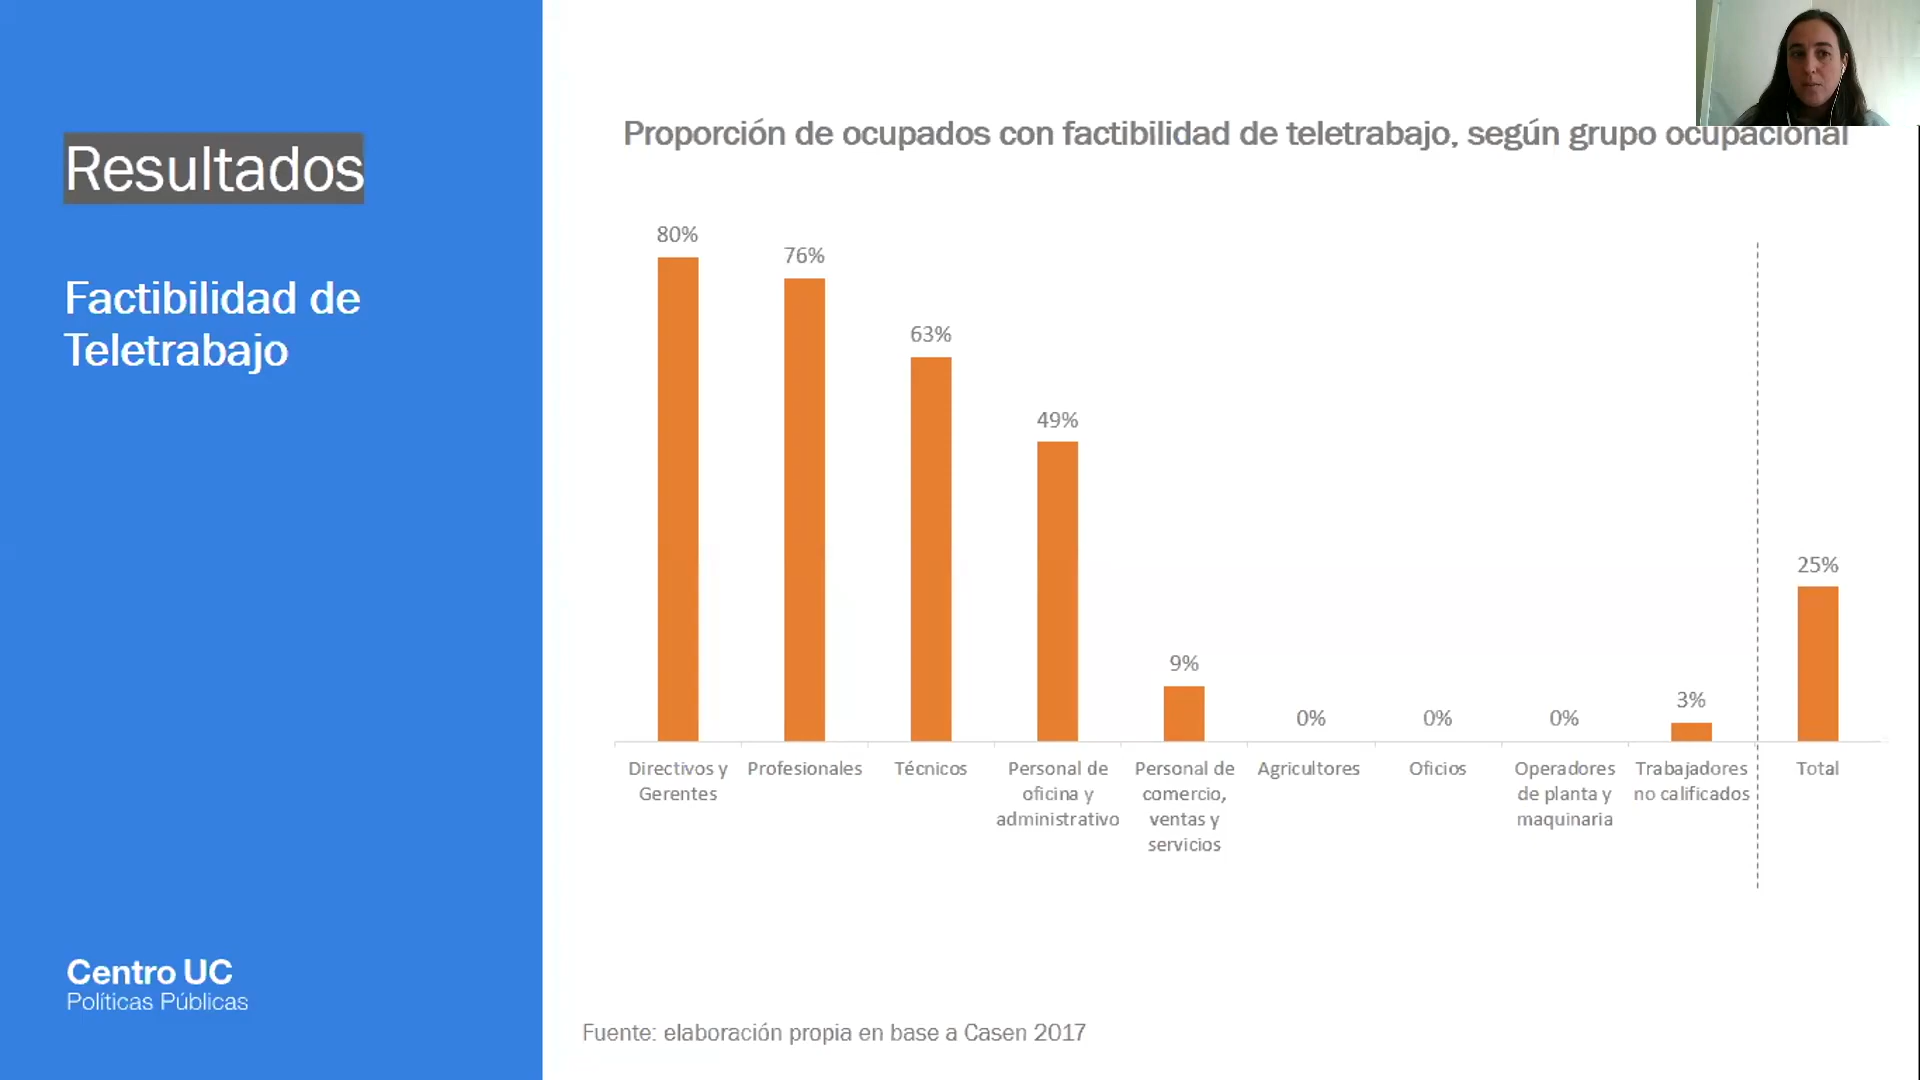 Resultados
Factibilidad de
Teletrabajo
Centro UC
Políticas Públicas
Proporción de ocupados con factibilidad de teletrabajo, según grupo ocupacional
80%
76%
63%
49%
9%
0%
0%
0%
3%
25%
Directivos y
Gerentes
Profesionales
Técnicos
Personal de
oficina y
administrativo
Personal de
comercio,
ventas y
servicios
Agricultores
Oficios
Operadores
de planta y
maquinaria
Trabajadores
no calificados
Total
Fuente: elaboración propia en base a Casen 2017